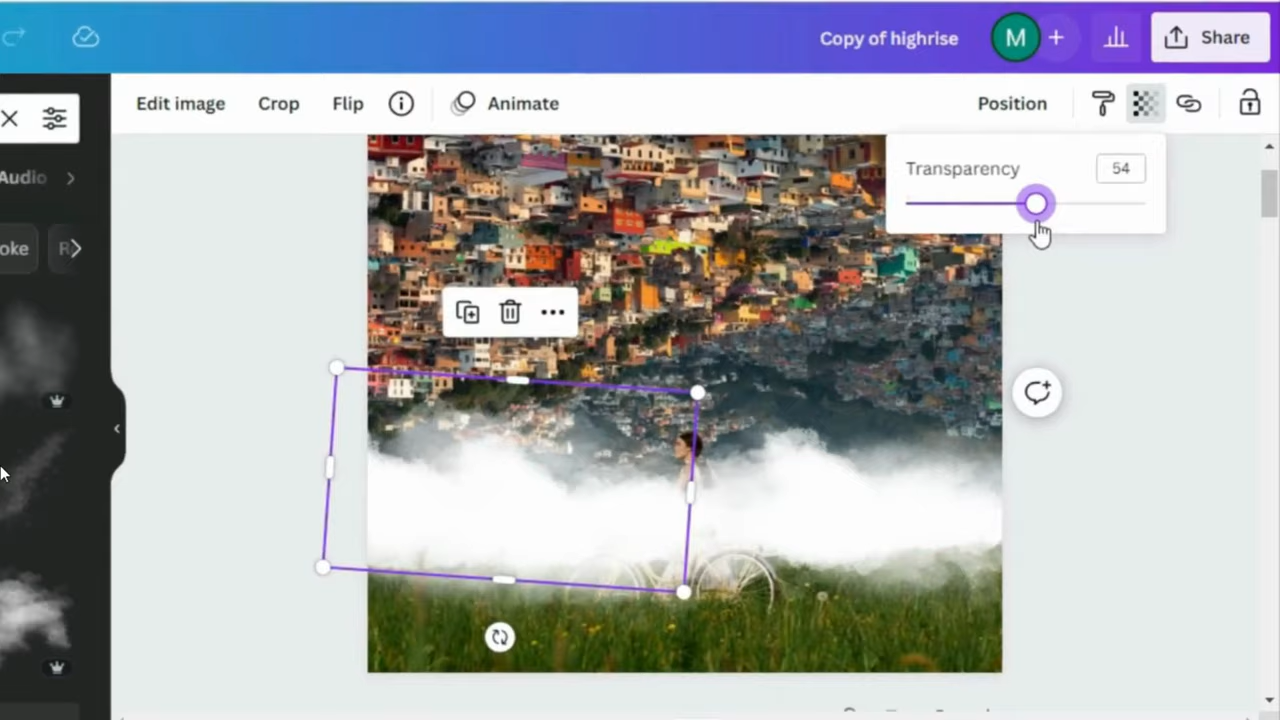 Copy of highrise
M
+
Share
Edit image
Crop
Flip
Animate
Position
Audio
Transparency
54
oke
R